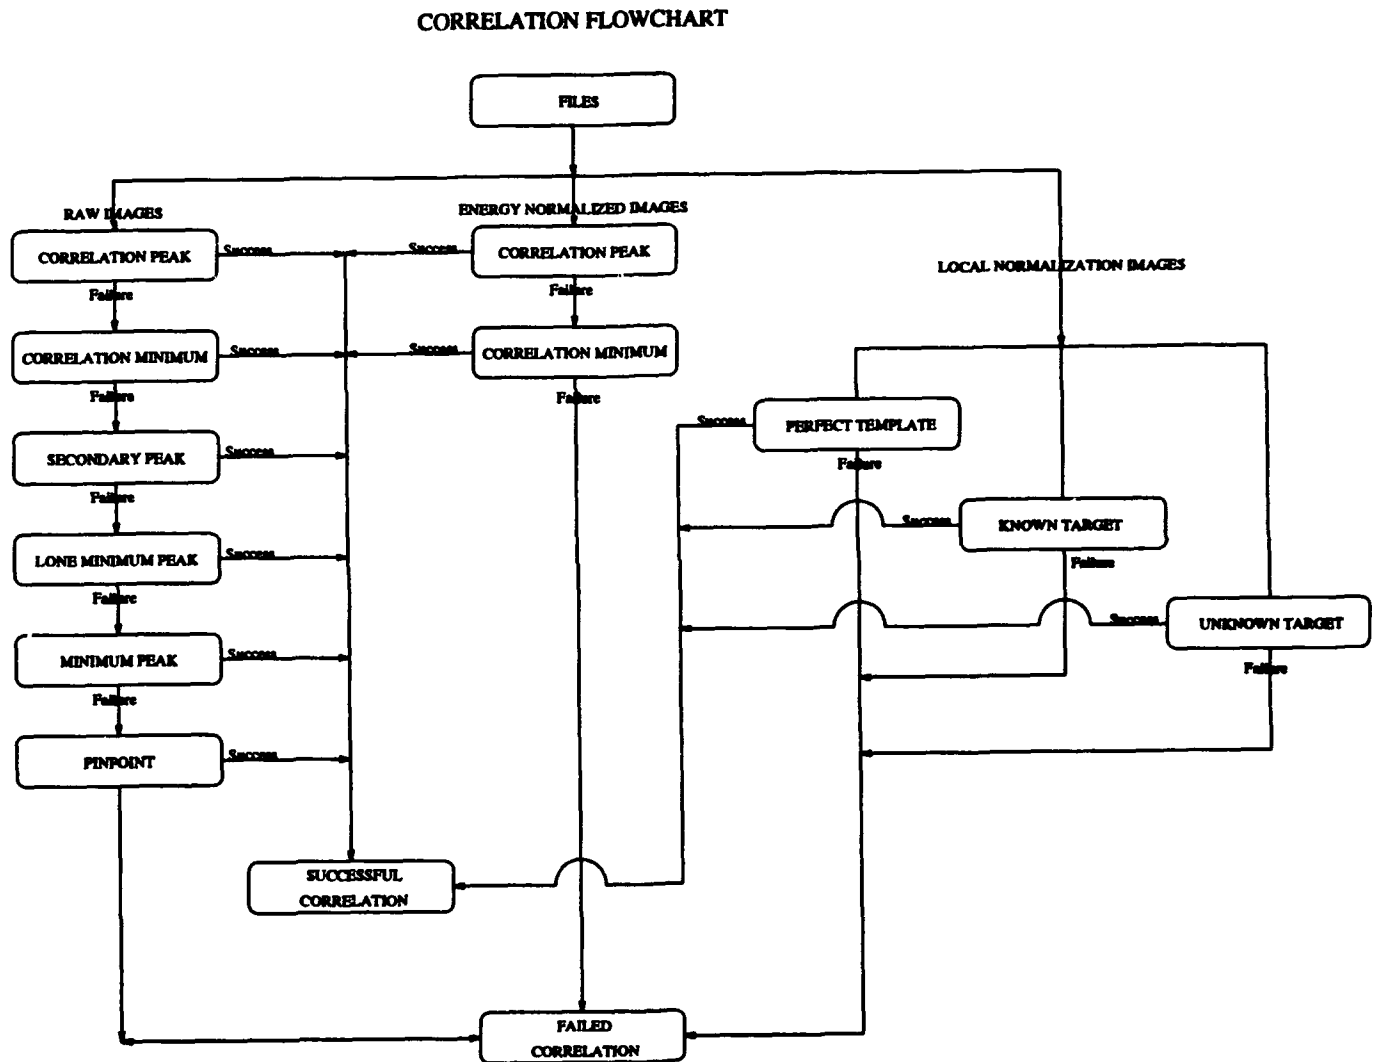 CORRELATION FLOWCHART
FILES
RAW IMAGES
ENERGY NORMALIZED IMAGES
LOCAL NORMALIZATION IMAGES
CORRELATION PEAK
Success
Success
CORRELATION PEAK
Failure
Failure
CORRELATION MINIMUM
Success
Success
CORRELATION MINIMUM
Failure
Failure
SECONDARY PEAK
Success
Success
PERFECT TEMPLATE
Failure
Failure
LONE MINIMUM PEAK
Success
Success
KNOWN TARGET
Failure
Failure
MINIMUM PEAK
Success
Success
UNKNOWN TARGET
Failure
Failure
PINPOINT
Success
SUCCESSFUL
CORRELATION
FAILED
CORRELATION